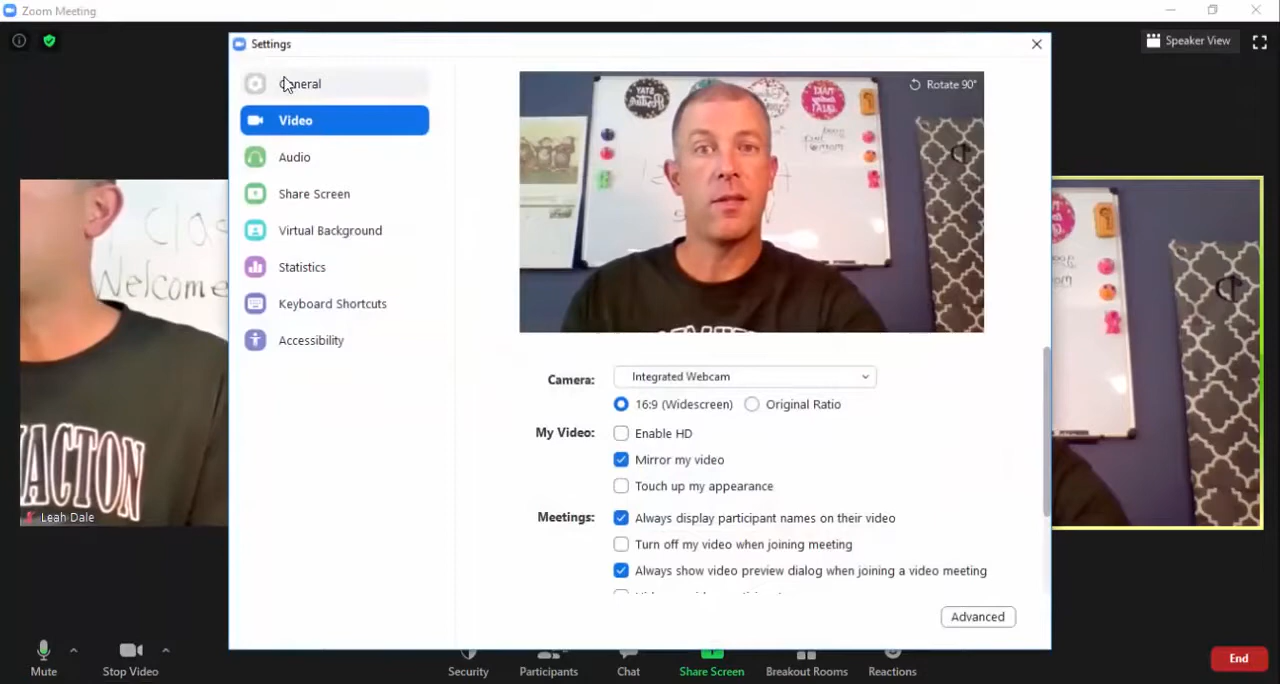 Zoom Meeting
Speaker View
Settings
General
Video
Audio
Share Screen
Virtual Background
Statistics
Keyboard Shortcuts
Accessibility
Rotate 90°
Camera:
Integrated Webcam
16:9 (Widescreen)
Original Ratio
My Video:
Enable HD
Mirror my video
Touch up my appearance
Meetings:
Always display participant names on their video
Turn off my video when joining meeting
Always show video preview dialog when joining a video meeting
Advanced
Clas
Welcome
ACTON
Leah Dale
Mute
Stop Video
Security
Participants
Chat
Share Screen
Breakout Rooms
Reactions
End